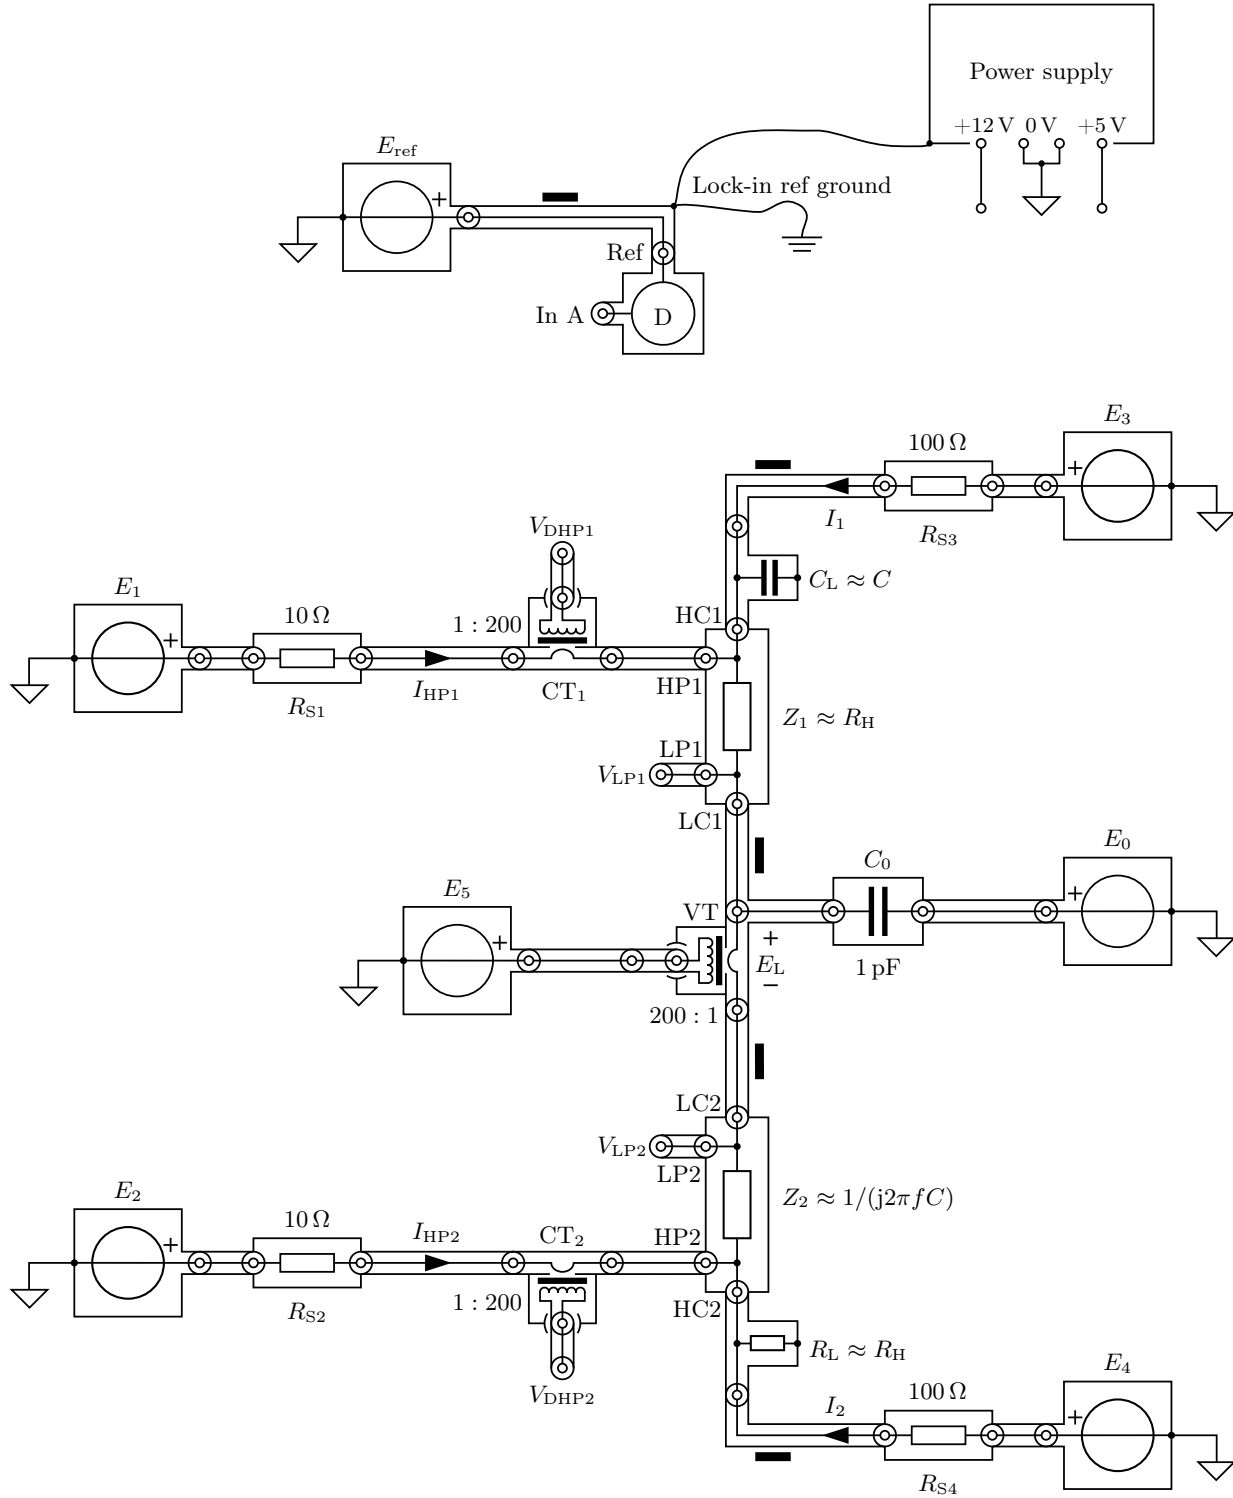 Power supply
+12 V 0 V +5 V
E_ref
Lock-in ref ground
Ref
In A
D
E_3
100 Ω
I_1
R_S3
V_DHP1
C_L ≈ C
E_1
10 Ω
1 : 200
HC1
I_HP1
CT_1
HP1
R_S1
Z_1 ≈ R_H
LP1
V_LP1
LC1
C_0
E_0
E_5
VT
E_L
1 pF
200 : 1
LC2
V_LP2
LP2
E_2
10 Ω
I_HP2
CT_2
HP2
Z_2 ≈ 1/(j2πfC)
1 : 200
HC2
R_S2
R_L ≈ R_H
V_DHP2
E_4
100 Ω
I_2
R_S4